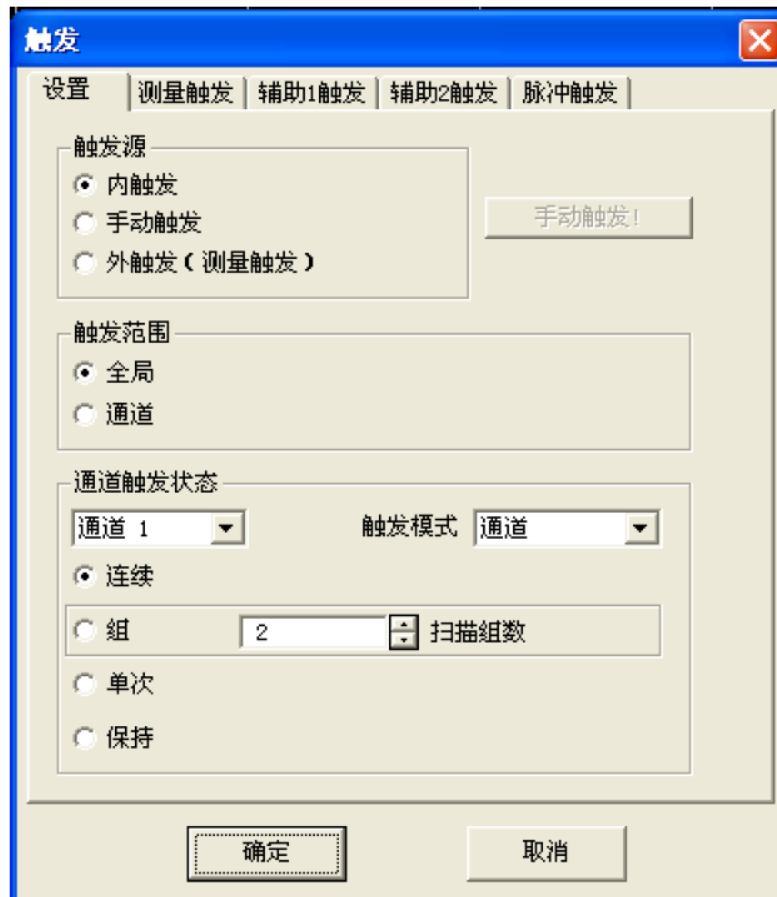 触发
设置 测量触发 辅助1触发 辅助2触发 脉冲触发
触发源
内触发
手动触发
手动触发!
外触发(测量触发)
触发范围
全局
通道
通道触发状态
通道 1 触发模式 通道
连续
组 2 扫描组数
单次
保持
确定 取消